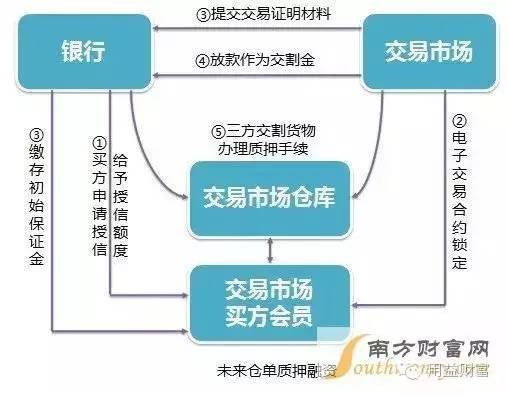 ③提交交易证明材料
银行
④放款作为交割金
交易市场
③缴存初始保证金
①买方申请授信
给予授信额度
⑤三方交割货物
办理质押手续
②电子交易合约锁定
交易市场仓库
交易市场
买方会员
未来仓单质押融资
南方财富网
用益财富